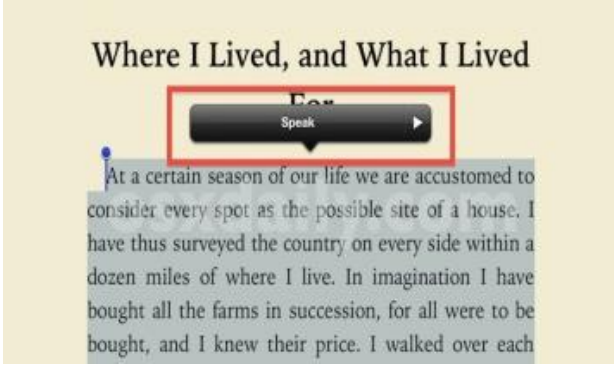 Where I Lived, and What I Lived
For
Speak
At a certain season of our life we are accustomed to
consider every spot as the possible site of a house. I
have thus surveyed the country on every side within a
dozen miles of where I live. In imagination I have
bought all the farms in succession, for all were to be
bought, and I knew their price. I walked over each
osxdaily.com